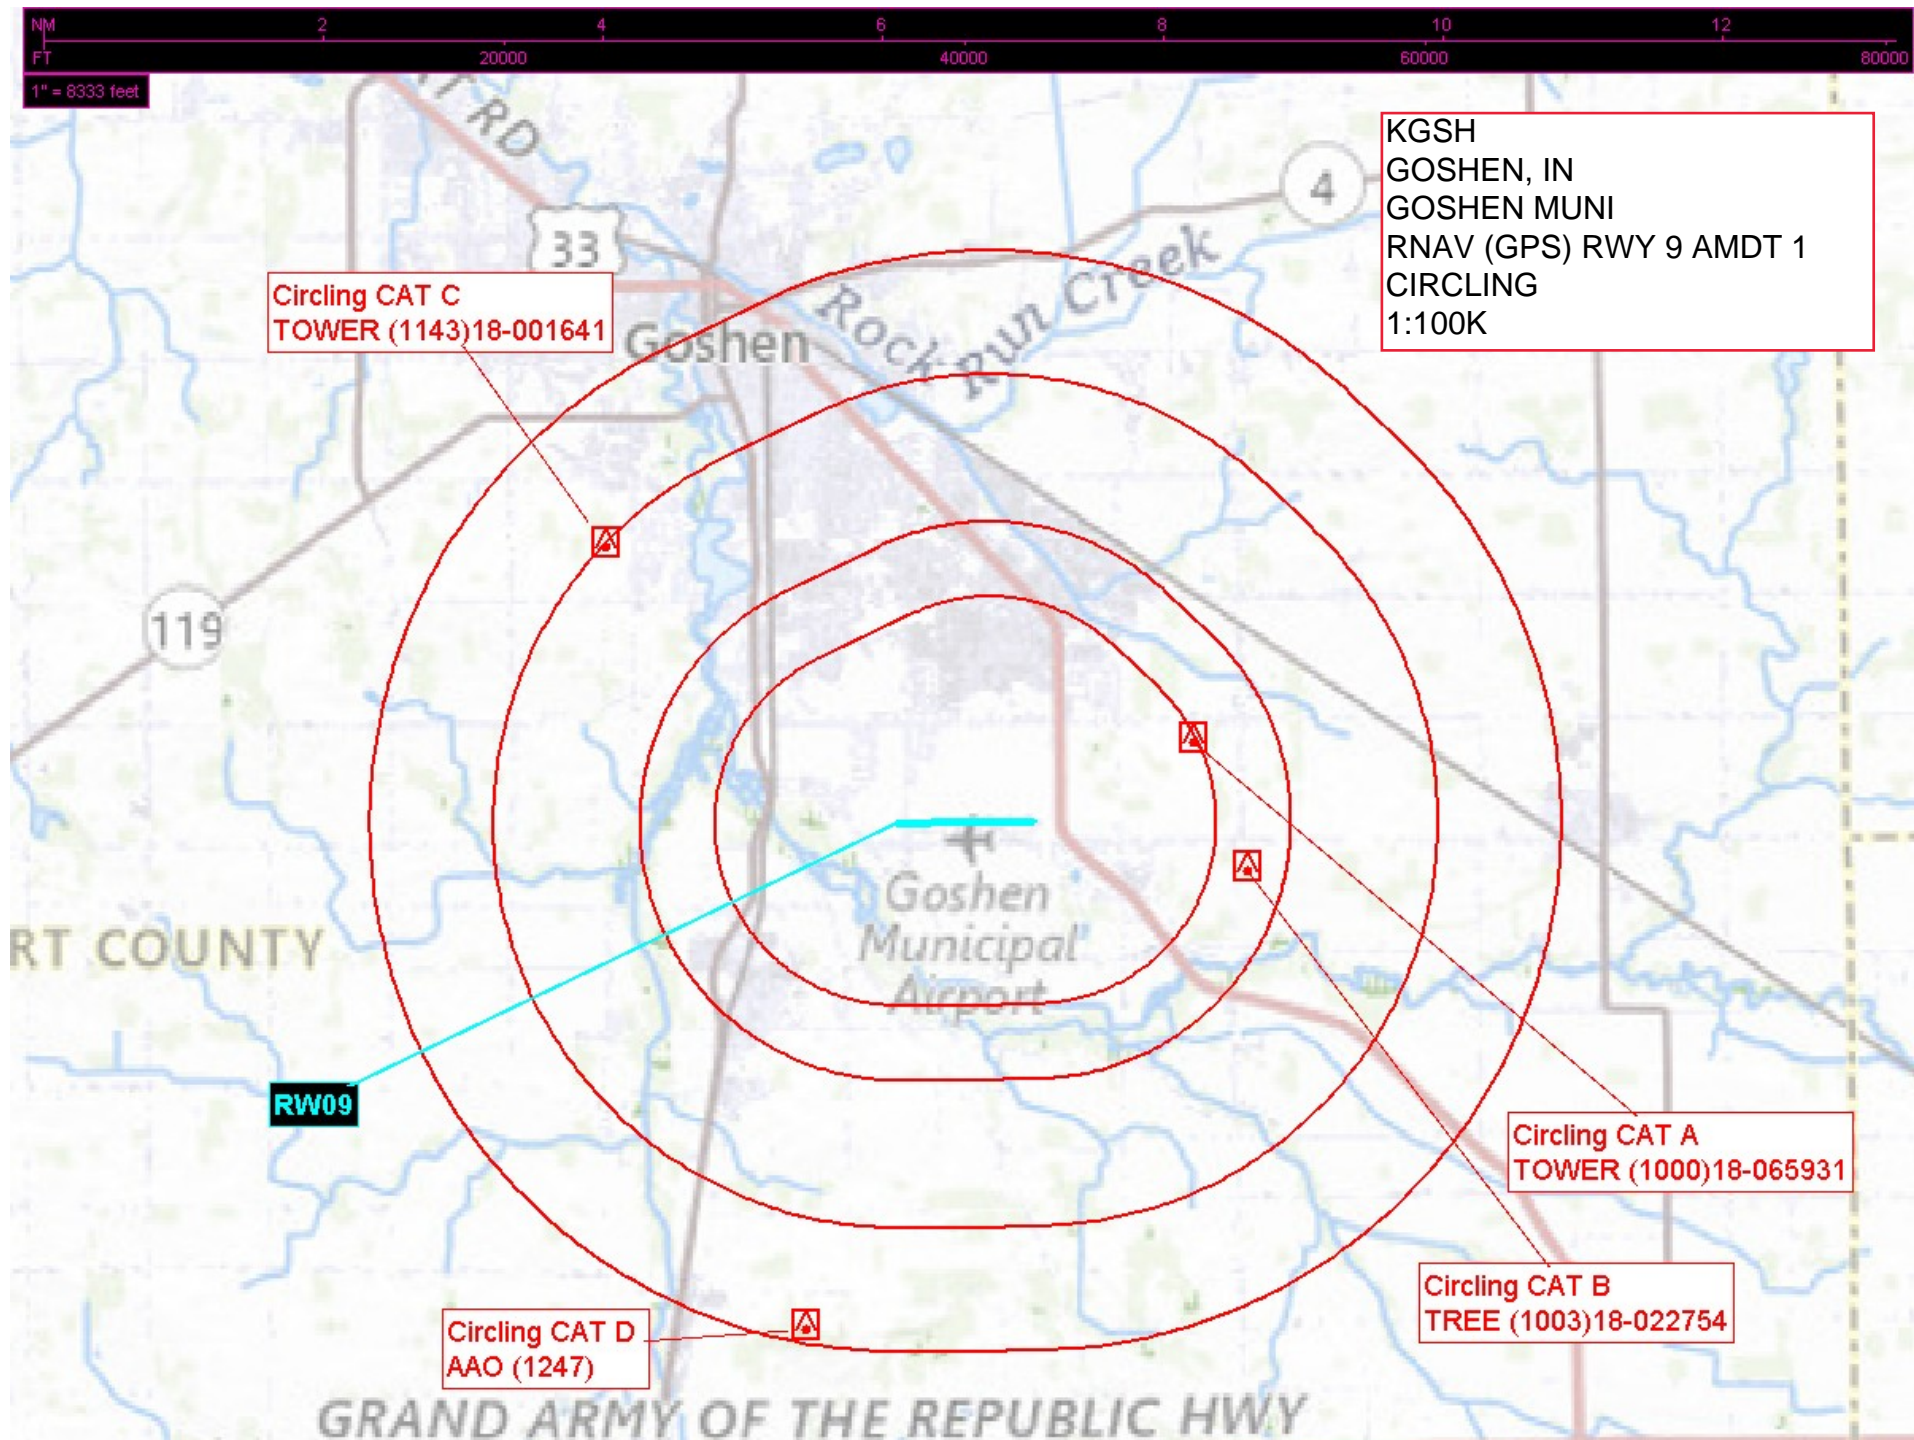 NM 2 4 6 8 10 12
FT 20000 40000 60000 80000
1" = 8333 feet
RD
KGSH
GOSHEN, IN
GOSHEN MUNI
RNAV (GPS) RWY 9 AMDT 1
CIRCLING
1:100K
4
33
Circling CAT C
TOWER (1143)18-001641
Goshen
Rock Run Creek
119
Goshen
Municipal
Airport
RT COUNTY
RW09
Circling CAT A
TOWER (1000)18-065931
Circling CAT B
TREE (1003)18-022754
Circling CAT D
AAO (1247)
GRAND ARMY OF THE REPUBLIC HWY